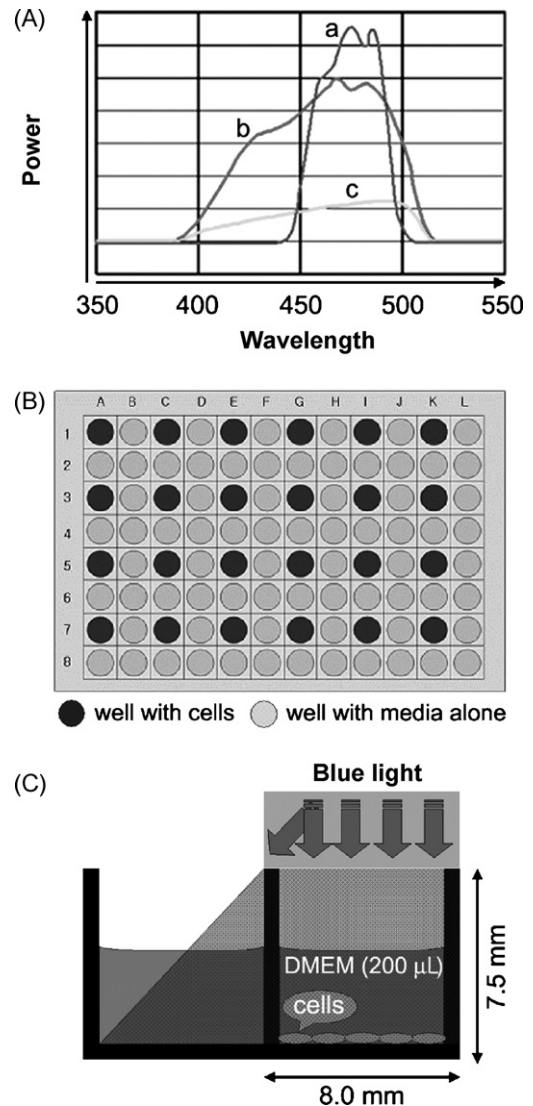 (A)
a
b
c
Power
350 400 450 500 550
Wavelength
(B)
A B C D E F G H I J K L
1
2
3
4
5
6
7
8
well with cells well with media alone
(C)
Blue light
DMEM (200 µL)
cells
7.5 mm
8.0 mm